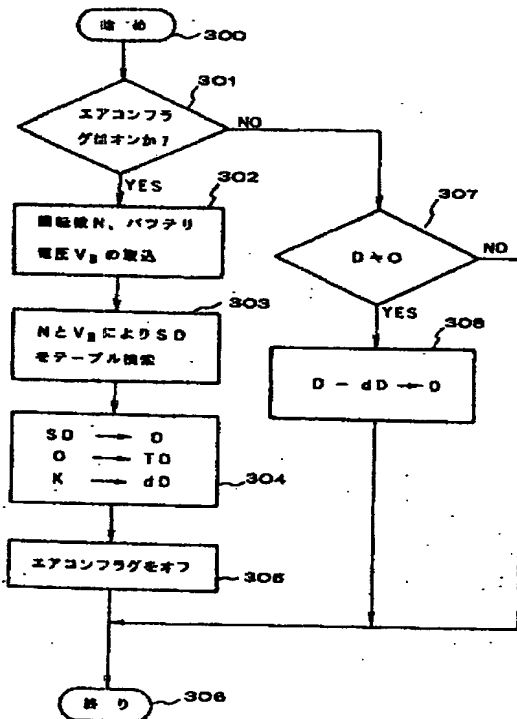 始め
300
301
エアコンフラ
グはオンか?
NO
YES
302
回転数N、バッテリ
電圧VBの取込
303
NとVBによりSD
をテーブル検索
SD → D
O → TD
K → dD
304
エアコンフラグをオフ
305
終り
306
307
D≒O
NO
YES
308
D − dD → D